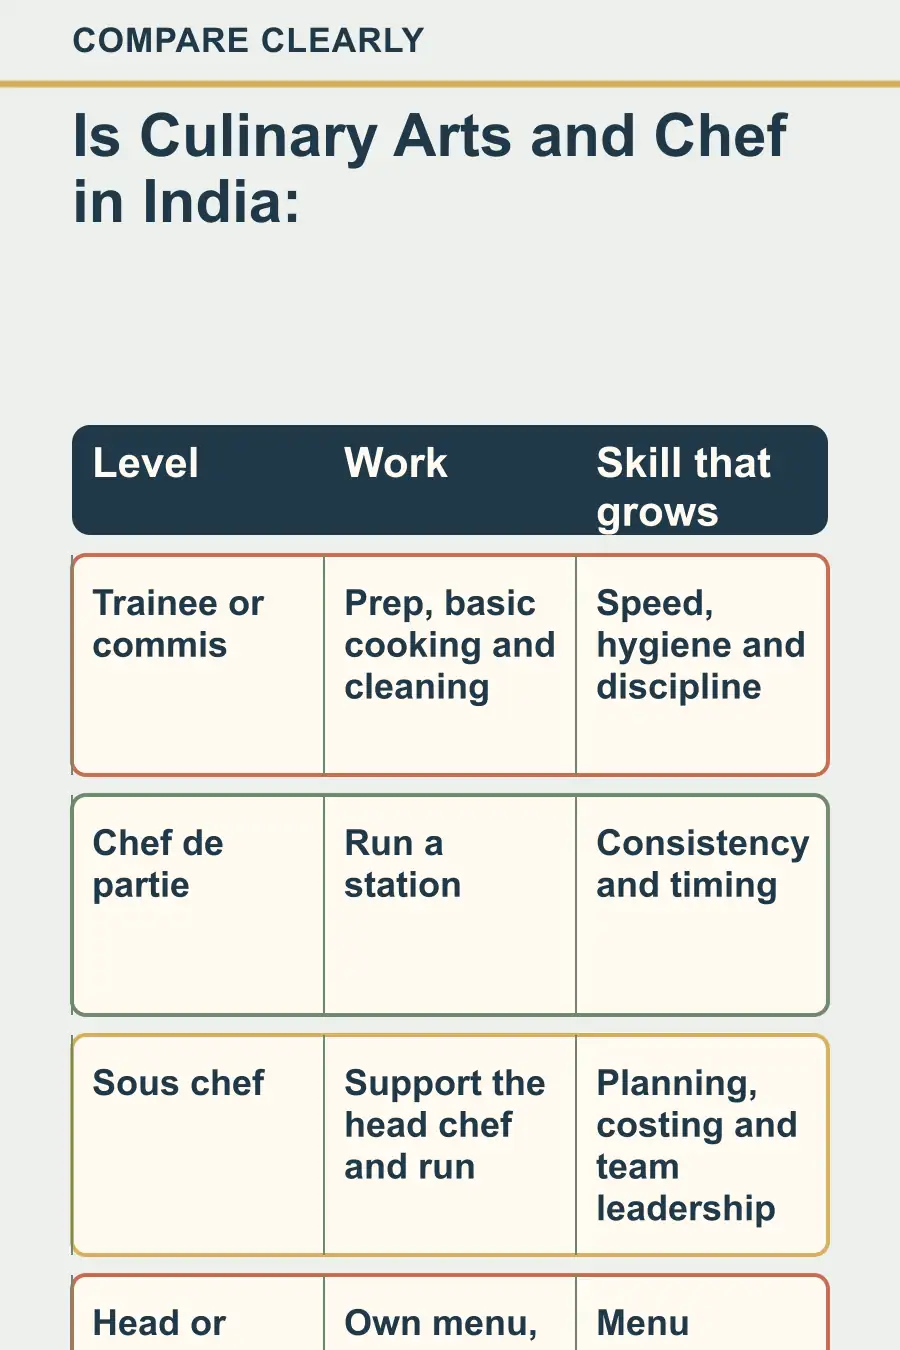 COMPARE CLEARLY
Is Culinary Arts and Chef
in India:
Level
Work
Skill that
grows
Trainee or
commis
Prep, basic
cooking and
cleaning
Speed,
hygiene and
discipline
Chef de
partie
Run a
station
Consistency
and timing
Sous chef
Support the
head chef
and run
Planning,
costing and
team
leadership
Head or
Own menu,
Menu